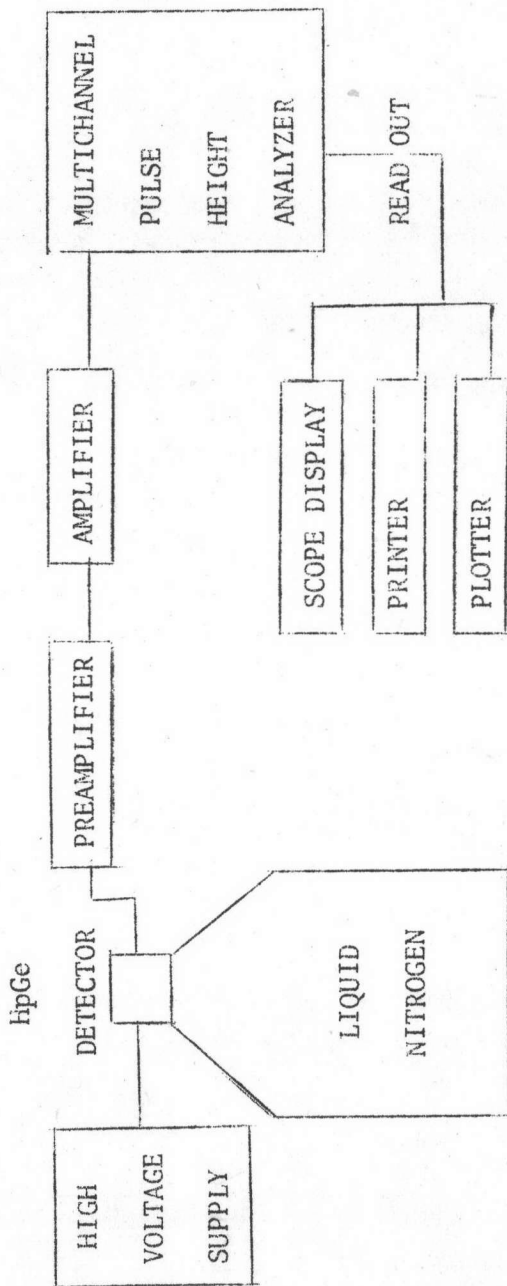 HpGe
DETECTOR
HIGH
VOLTAGE
SUPPLY
LIQUID
NITROGEN
PREAMPLIFIER
AMPLIFIER
MULTICHANNEL
PULSE
HEIGHT
ANALYZER
READ OUT
SCOPE DISPLAY
PRINTER
PLOTTER